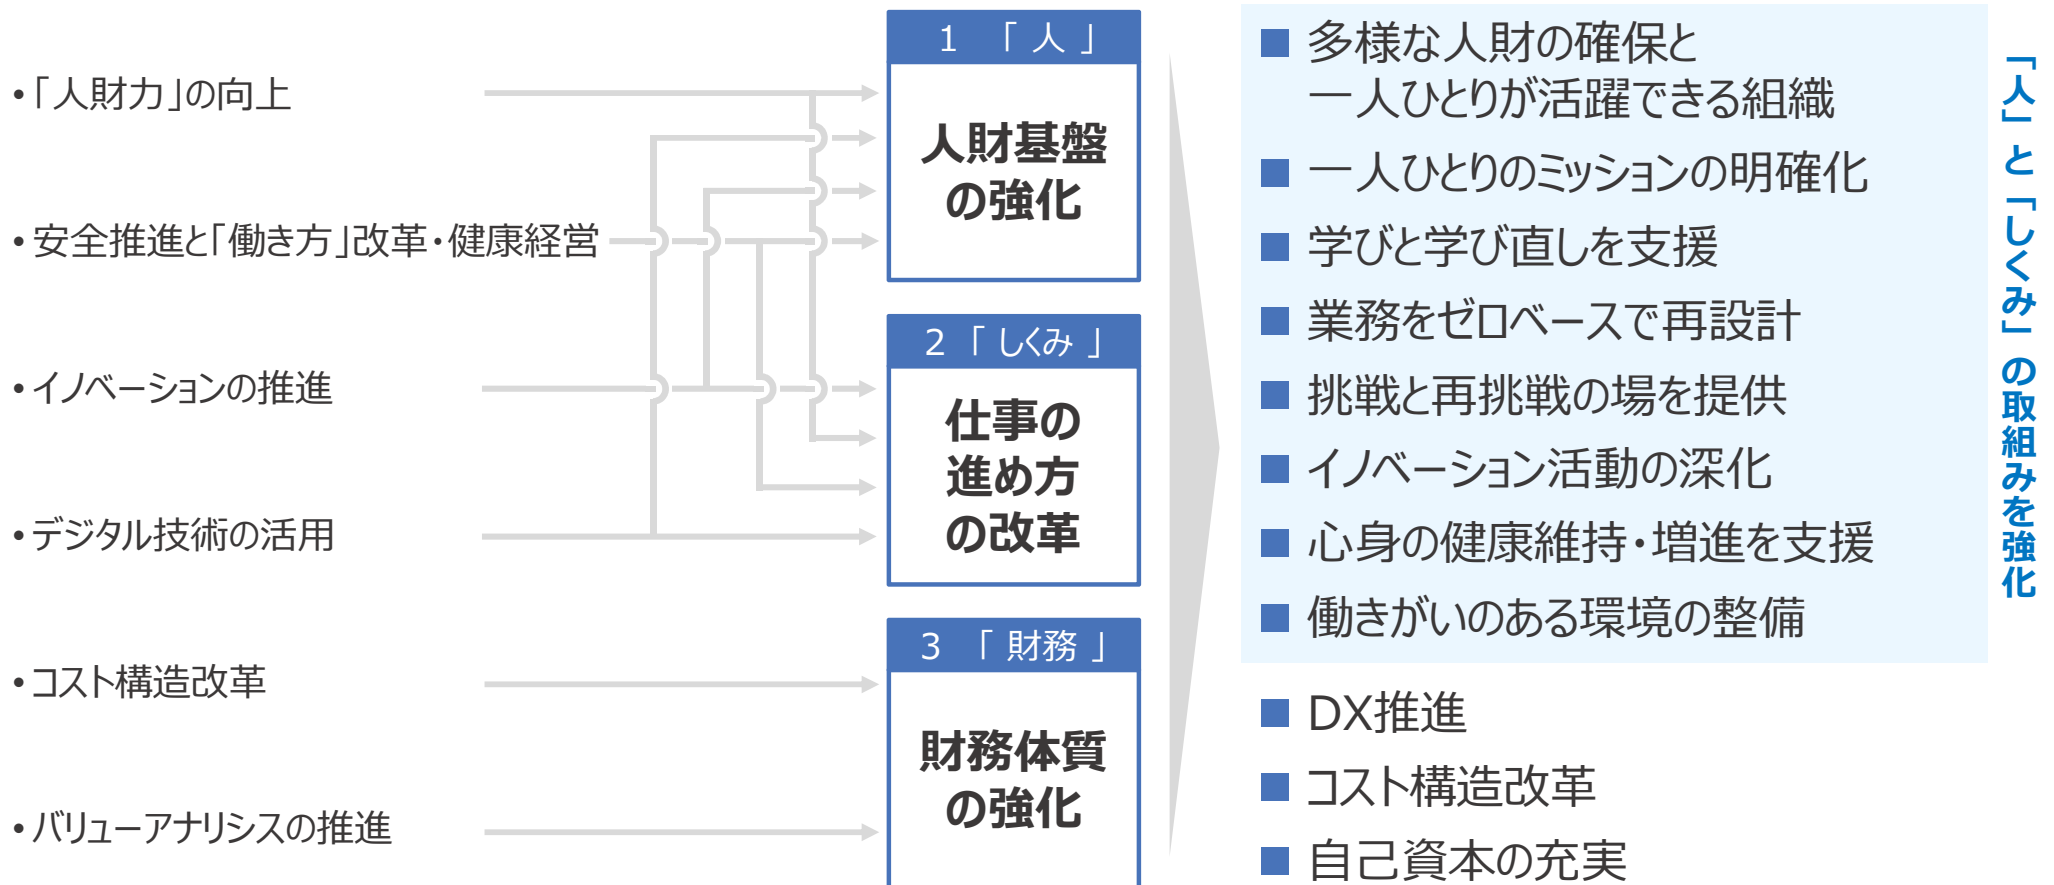 •「人財力」の向上
•安全推進と「働き方」改革・健康経営
•イノベーションの推進
•デジタル技術の活用
•コスト構造改革
•バリューアナリシスの推進
1 「 人 」
人財基盤
の強化
2「 しくみ 」
仕事の
進め方
の改革
3 「 財務 」
財務体質
の強化
■ 多様な人財の確保と
一人ひとりが活躍できる組織
■ 一人ひとりのミッションの明確化
■ 学びと学び直しを支援
■ 業務をゼロベースで再設計
■ 挑戦と再挑戦の場を提供
■ イノベーション活動の深化
■ 心身の健康維持・増進を支援
■ 働きがいのある環境の整備
■ DX推進
■ コスト構造改革
■ 自己資本の充実
「人」と「しくみ」の取組みを強化